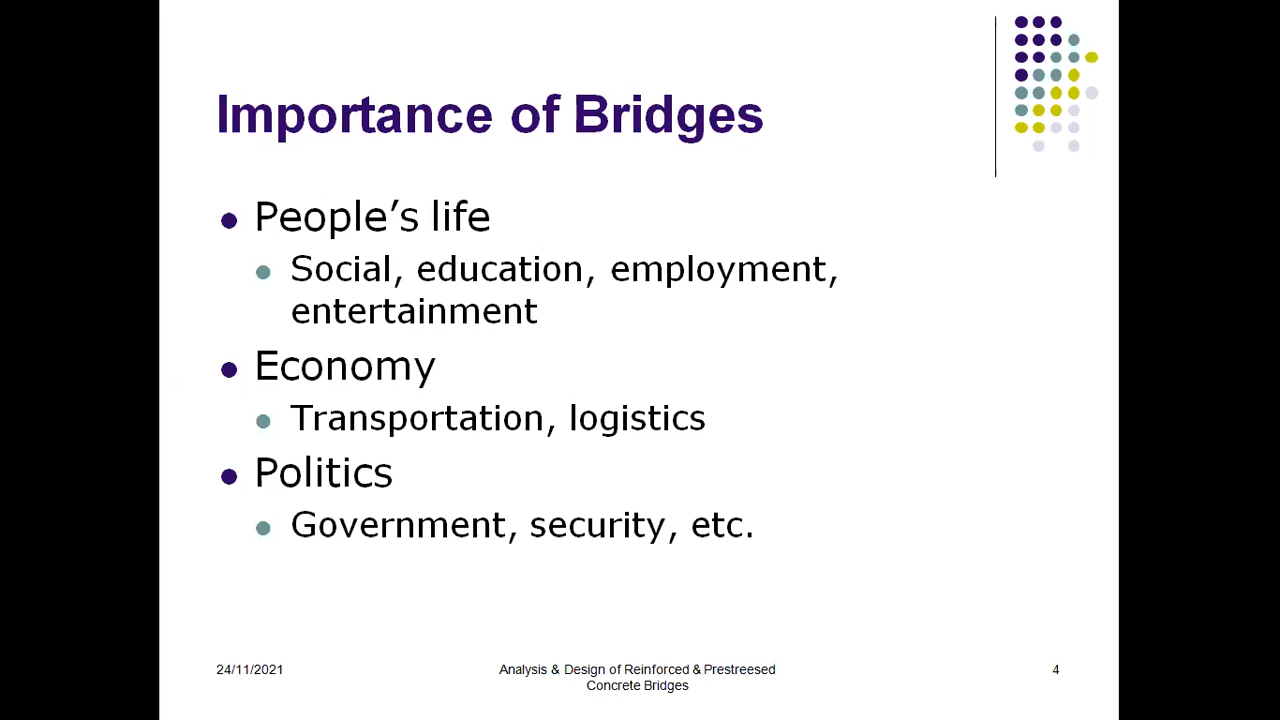 Importance of Bridges
People’s life
Social, education, employment,
entertainment
Economy
Transportation, logistics
Politics
Government, security, etc.
24/11/2021
Analysis & Design of Reinforced & Prestreesed
Concrete Bridges
4